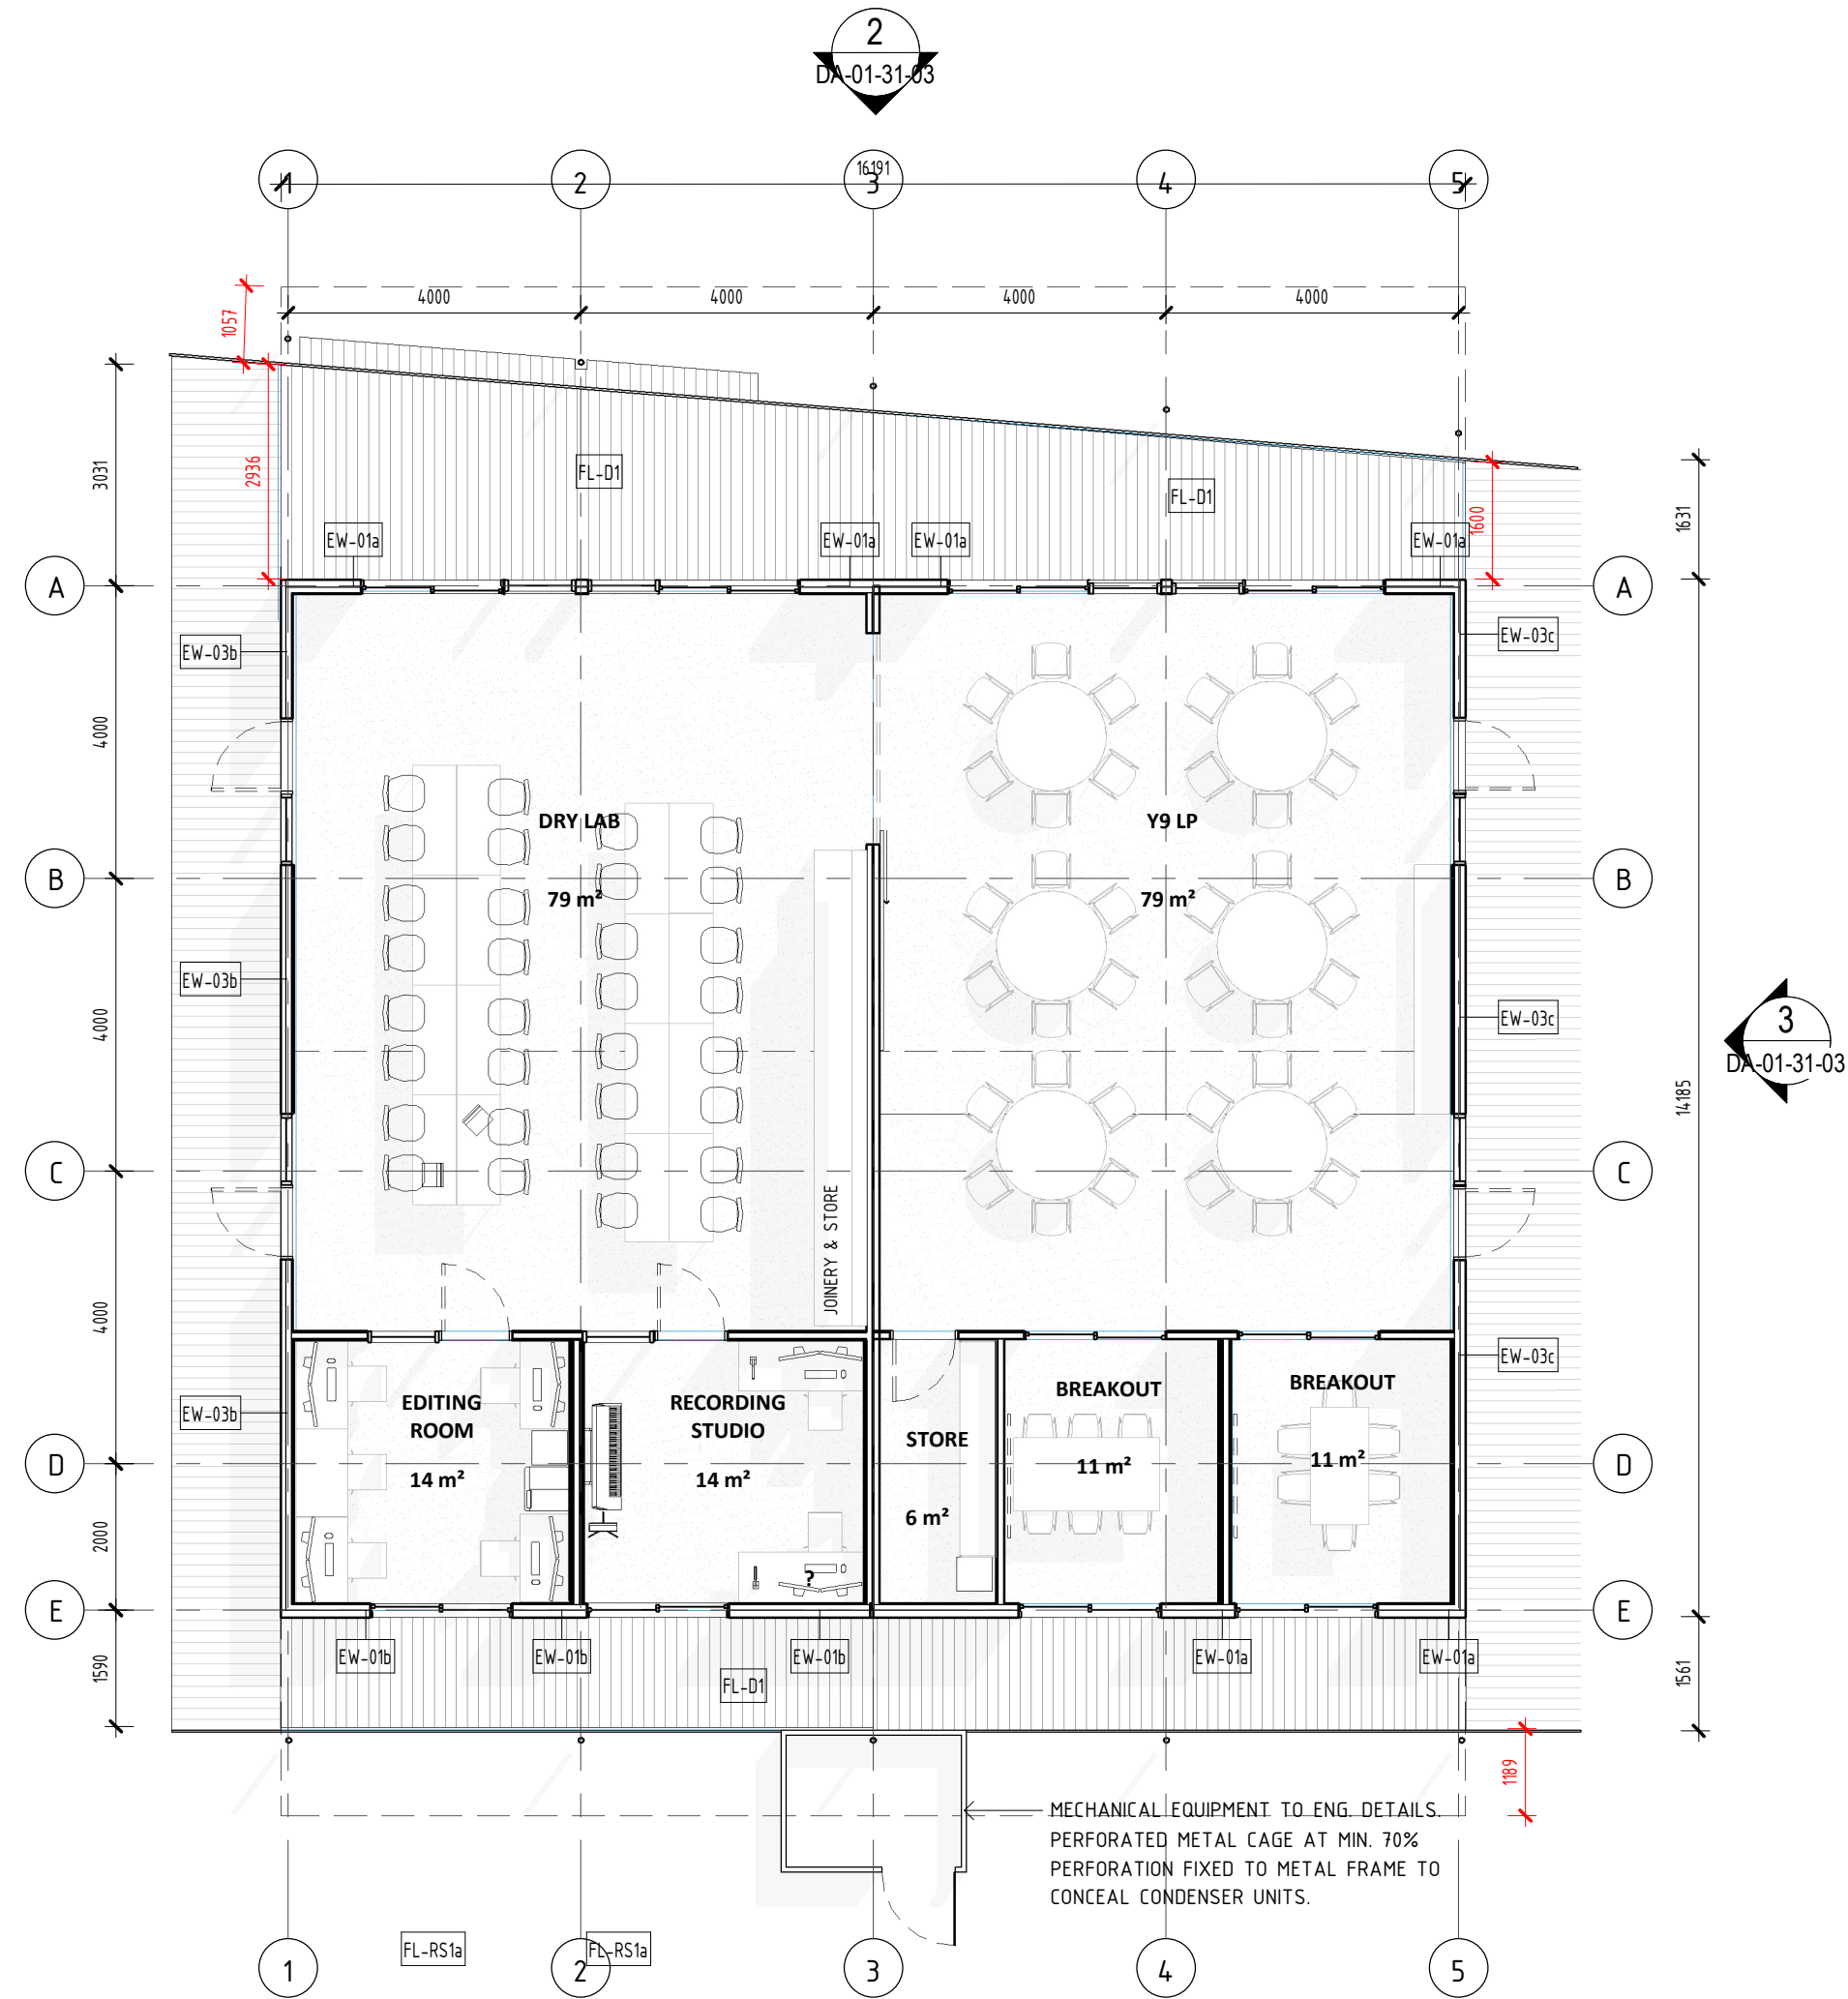 2
DA-01-31-03
16191
1
2
3
4
5
4000
4000
4000
4000
1057
3031
2936
FL-D1
FL-D1
1600
1631
EW-01a
EW-01a
EW-01a
EW-01a
A
A
EW-03b
EW-03c
4000
DRY LAB
79 m²
Y9 LP
79 m²
B
B
EW-03b
EW-03c
4000
3
DA-01-31-03
14185
C
C
JOINERY & STORE
4000
EW-03c
EW-03b
EDITING
ROOM
14 m²
RECORDING
STUDIO
14 m²
STORE
6 m²
BREAKOUT
11 m²
BREAKOUT
11 m²
D
D
2000
?
E
E
EW-01b
EW-01b
EW-01b
EW-01a
EW-01a
1590
FL-D1
1561
1189
MECHANICAL EQUIPMENT TO ENG. DETAILS.
PERFORATED METAL CAGE AT MIN. 70%
PERFORATION FIXED TO METAL FRAME TO
CONCEAL CONDENSER UNITS.
FL-RS1a
FL-RS1a
1
2
3
4
5